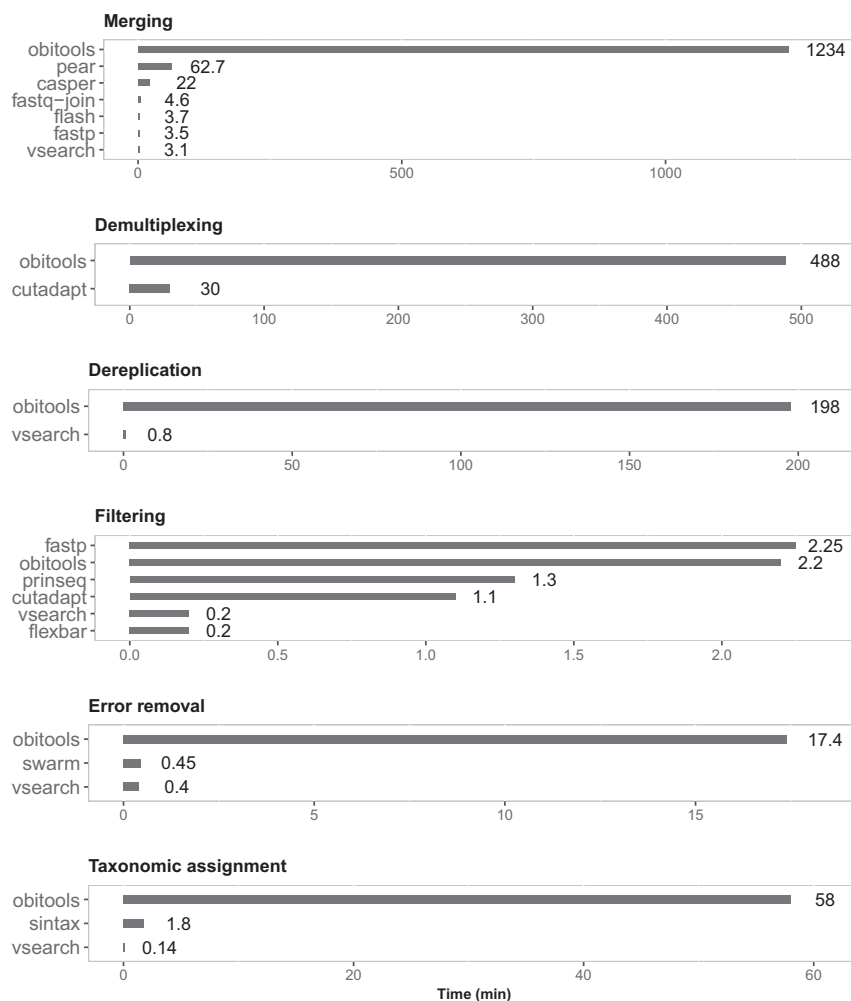 Merging
obitools 1234
pear 62.7
casper 22
fastq−join 4.6
flash 3.7
fastp 3.5
vsearch 3.1
0 500 1000
Demultiplexing
obitools 488
cutadapt 30
0 100 200 300 400 500
Dereplication
obitools 198
vsearch 0.8
0 50 100 150 200
Filtering
fastp 2.25
obitools 2.2
prinseq 1.3
cutadapt 1.1
vsearch 0.2
flexbar 0.2
0.0 0.5 1.0 1.5 2.0
Error removal
obitools 17.4
swarm 0.45
vsearch 0.4
0 5 10 15
Taxonomic assignment
obitools 58
sintax 1.8
vsearch 0.14
0 20 40 60
Time (min)